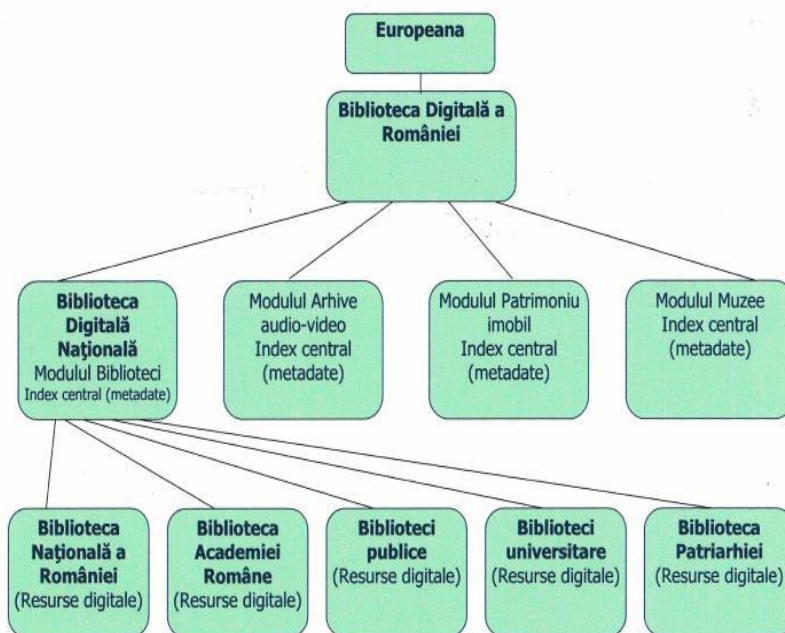 Europeana
Biblioteca Digitală a
României
Biblioteca
Digitală
Naţională
Modulul Biblioteci
Index central (metadate)
Modulul Arhive
audio-video
Index central
(metadate)
Modulul Patrimoniu
imobil
Index central
(metadate)
Modulul Muzee
Index central
(metadate)
Biblioteca
Naţională a
României
(Resurse digitale)
Biblioteca
Academiei
Române
(Resurse digitale)
Biblioteci
publice
(Resurse digitale)
Biblioteci
universitare
(Resurse digitale)
Biblioteca
Patriarhiei
(Resurse digitale)